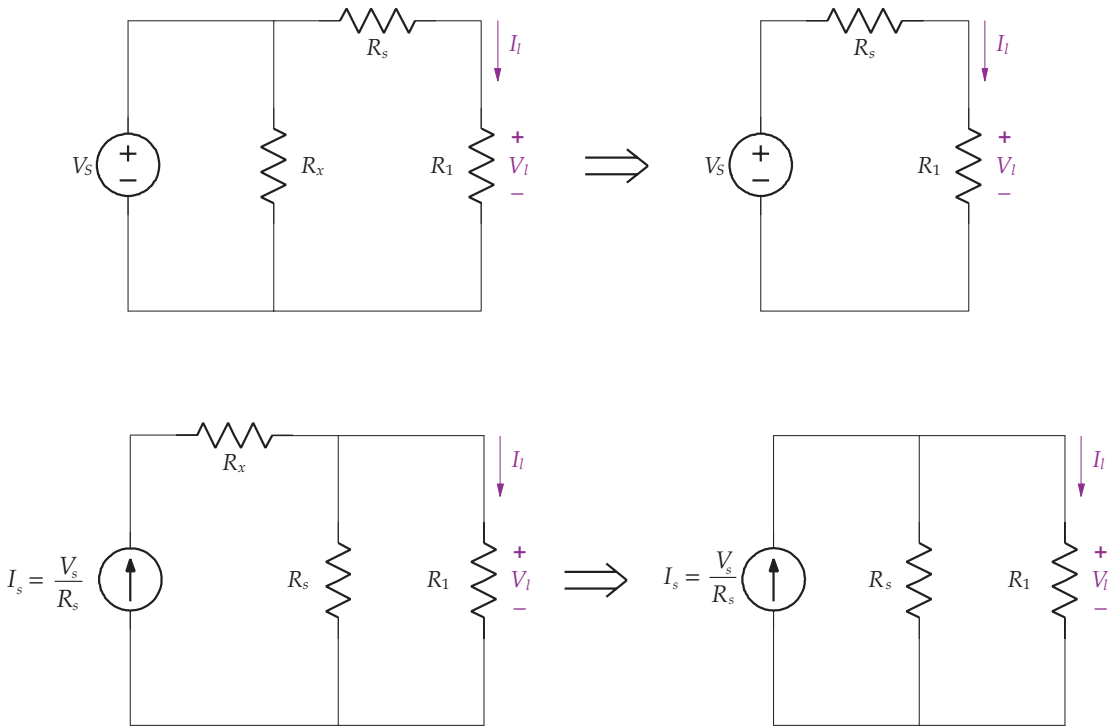 R_s
I_l
V_S
+
−
R_x
R_1
+
V_l
−
R_s
I_l
V_S
+
−
R_1
+
V_l
−
R_x
I_l
I_s = V_s / R_s
R_s
R_1
+
V_l
−
I_l
I_s = V_s / R_s
R_s
R_1
+
V_l
−